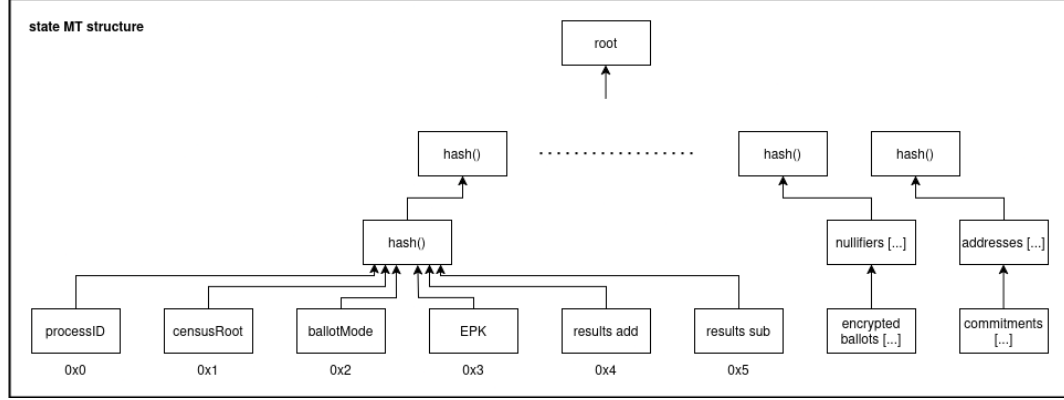 state MT structure
root
hash()
hash()
hash()
hash()
nullifiers [...]
addresses [...]
processID
censusRoot
ballotMode
EPK
results add
results sub
encrypted
ballots [...]
commitments
[...]
0x0
0x1
0x2
0x3
0x4
0x5